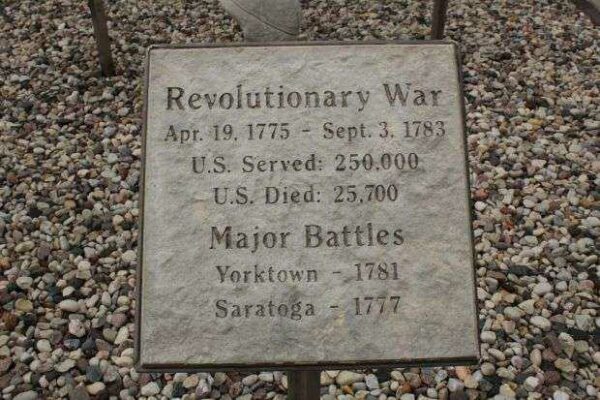 Revolutionary War
Apr. 19, 1775 - Sept. 3, 1783
U.S. Served: 250,000
U.S. Died: 25,700
Major Battles
Yorktown - 1781
Saratoga - 1777